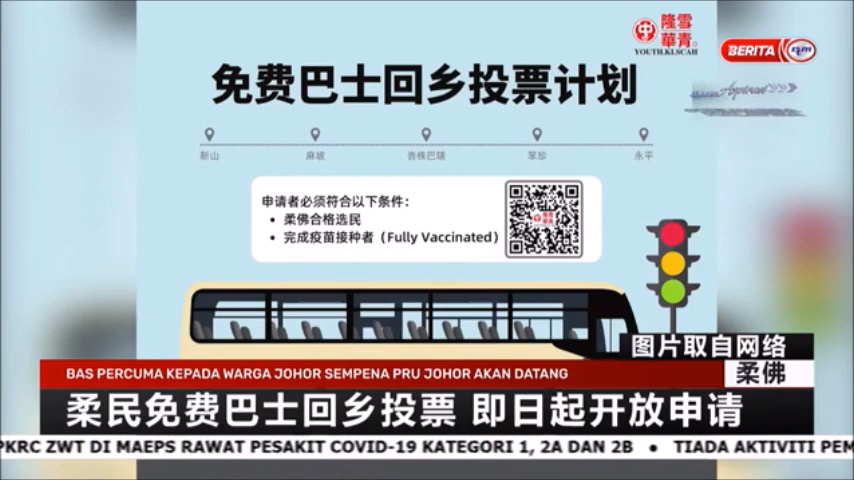 隆雪
華青。
YOUTH.KLSCAH
BERITA rtm
免费巴士回乡投票计划
新山 麻坡 峇株巴辖 笨珍 永平
申请者必须符合以下条件：
• 柔佛合格选民
• 完成疫苗接种者（Fully Vaccinated）
图片取自网络
BAS PERCUMA KEPADA WARGA JOHOR SEMPENA PRU JOHOR AKAN DATANG
柔佛
柔民免费巴士回乡投票 即日起开放申请
PKRC ZWT DI MAEPS RAWAT PESAKIT COVID-19 KATEGORI 1, 2A DAN 2B • TIADA AKTIVITI PEM